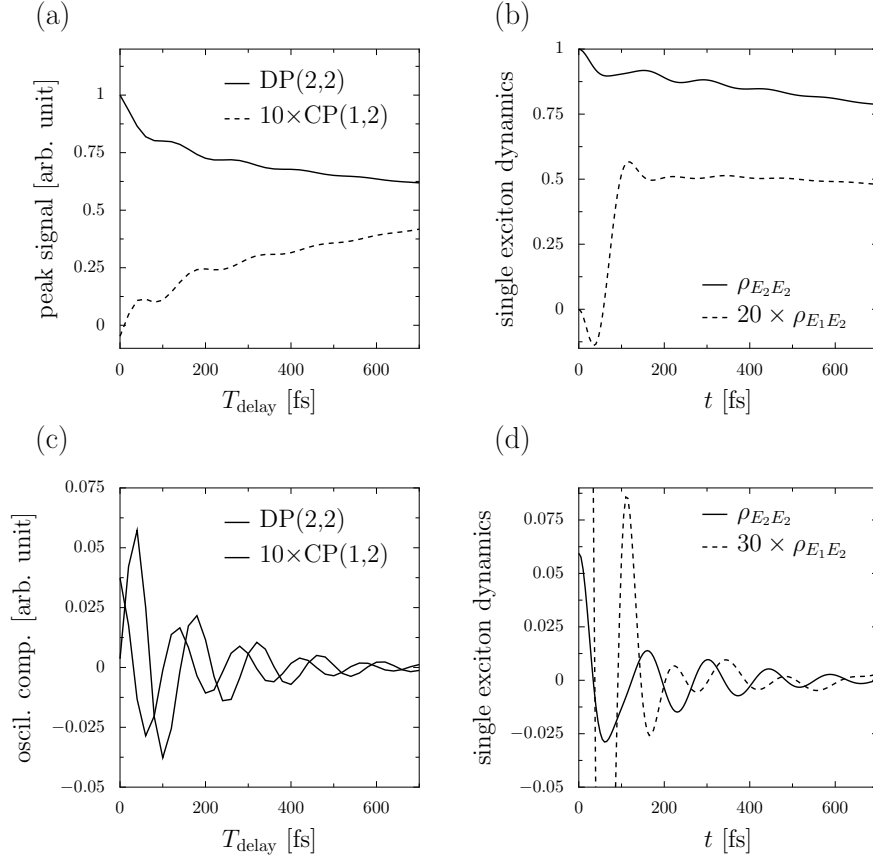 (a)
peak signal [arb. unit]
1
0.75
0.5
0.25
0
DP(2,2)
10×CP(1,2)
0
200
400
600
T_delay [fs]
(b)
single exciton dynamics
1
0.75
0.5
0.25
0
ρ_{E_2E_2}
20 × ρ_{E_1E_2}
0
200
400
600
t [fs]
(c)
oscil. comp. [arb. unit]
0.075
0.05
0.025
0
−0.025
−0.05
DP(2,2)
10×CP(1,2)
0
200
400
600
T_delay [fs]
(d)
single exciton dynamics
0.075
0.05
0.025
0
−0.025
−0.05
ρ_{E_2E_2}
30 × ρ_{E_1E_2}
0
200
400
600
t [fs]